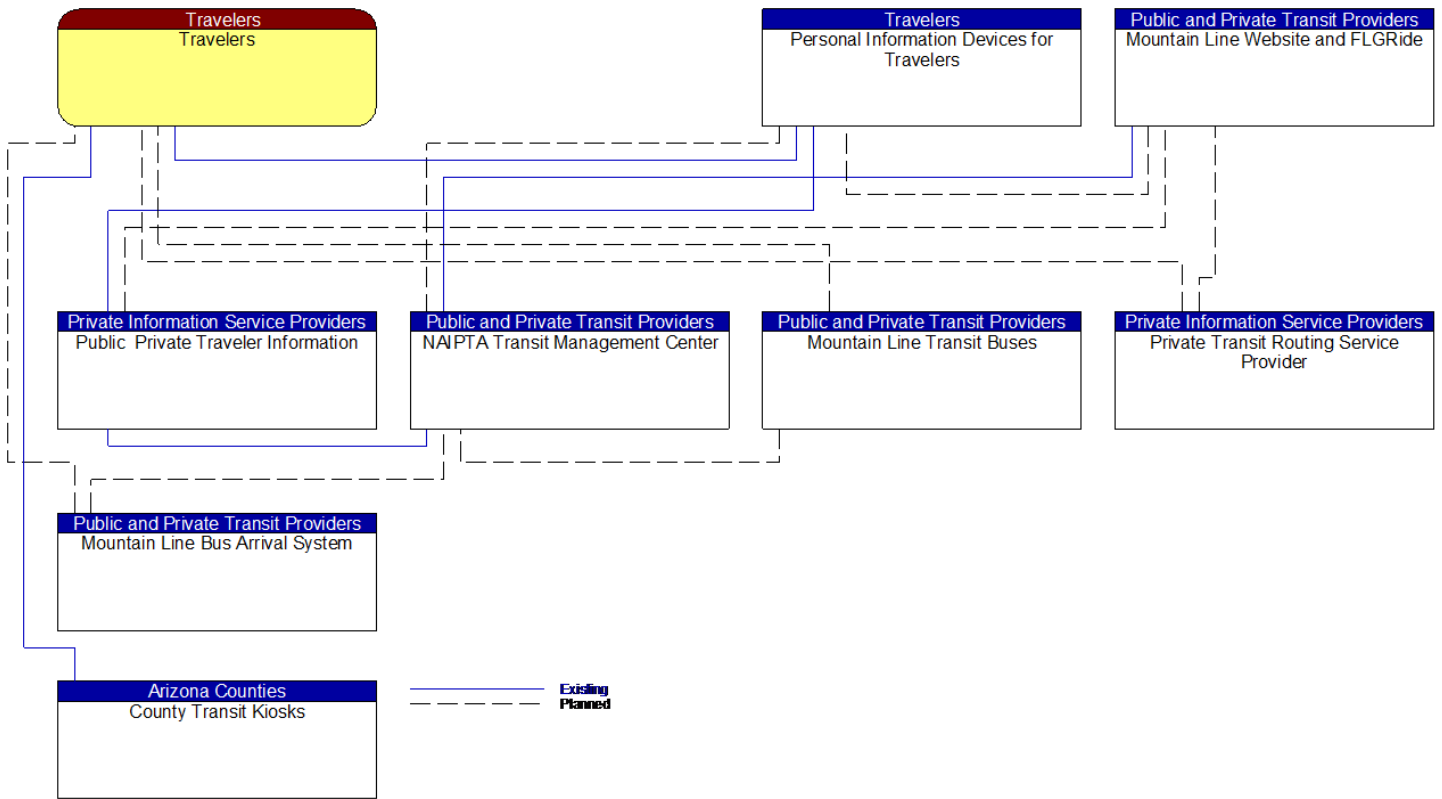 Travelers
Travelers
Travelers
Personal Information Devices for
Travelers
Public and Private Transit Providers
Mountain Line Website and FLGRide
Private Information Service Providers
Public  Private Traveler Information
Public and Private Transit Providers
NAIPTA Transit Management Center
Public and Private Transit Providers
Mountain Line Transit Buses
Private Information Service Providers
Private Transit Routing Service
Provider
Public and Private Transit Providers
Mountain Line Bus Arrival System
Arizona Counties
County Transit Kiosks
Existing
Planned